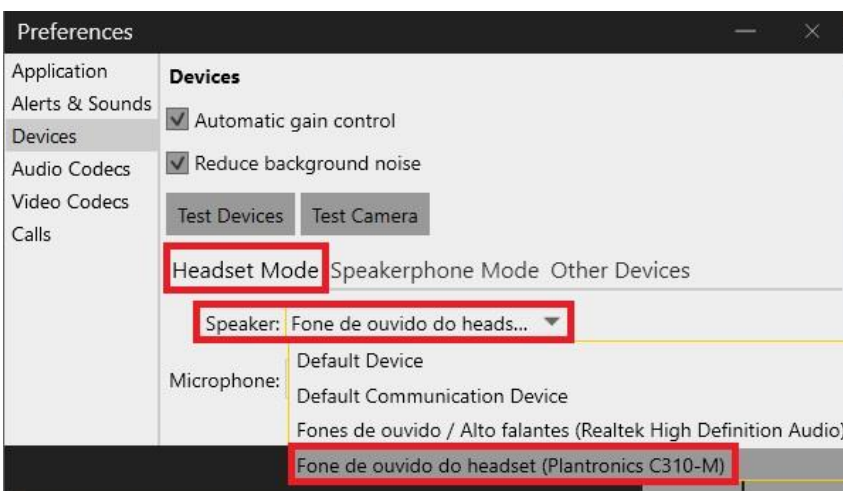 Preferences
Application
Alerts & Sounds
Devices
Audio Codecs
Video Codecs
Calls
Devices
Automatic gain control
Reduce background noise
Test Devices Test Camera
Headset Mode Speakerphone Mode Other Devices
Speaker: Fone de ouvido do heads...
Microphone:
Default Device
Default Communication Device
Fones de ouvido / Alto falantes (Realtek High Definition Audio)
Fone de ouvido do headset (Plantronics C310-M)